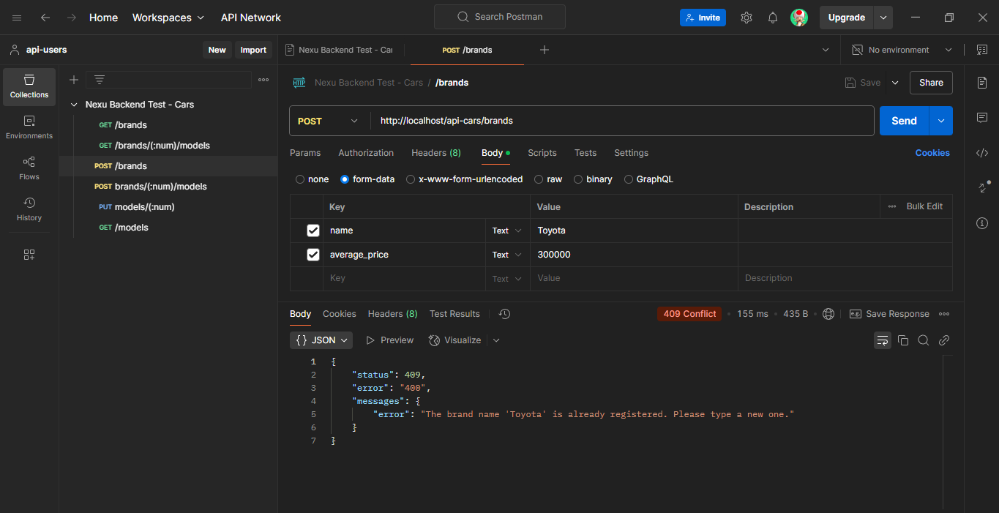 Home Workspaces API Network Search Postman Invite Upgrade
api-users New Import Nexu Backend Test - Car POST /brands No environment
Collections
Environments
Flows
History
Nexu Backend Test - Cars
GET /brands
GET /brands/(:num)/models
POST /brands
POST brands/(:num)/models
PUT models/(:num)
GET /models
HTTP Nexu Backend Test - Cars / /brands Save Share
POST http://localhost/api-cars/brands Send
Params Authorization Headers (8) Body Scripts Tests Settings Cookies
none form-data x-www-form-urlencoded raw binary GraphQL
Key Value Description Bulk Edit
name Text Toyota
average_price Text 300000
Key Text Value Description
Body Cookies Headers (8) Test Results 409 Conflict 155 ms 435 B e.g. Save Response
{} JSON Preview Visualize
1 {
2 "status": 409,
3 "error": "400",
4 "messages": {
5 "error": "The brand name 'Toyota' is already registered. Please type a new one."
6 }
7 }